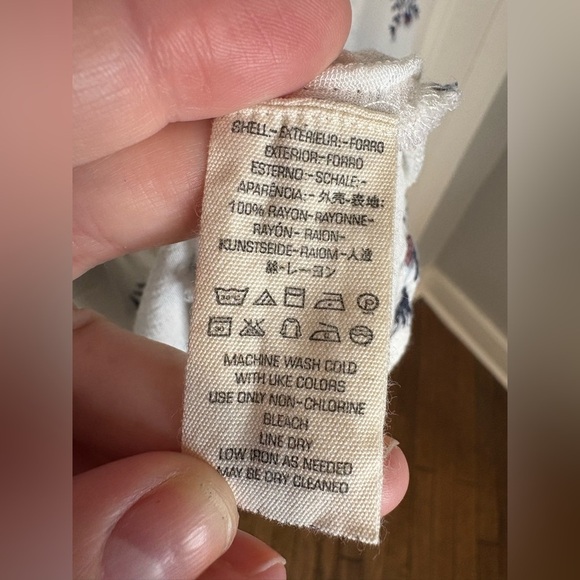 SHELL:-EXTÉRIEUR:-FORRO
EXTERIOR:-FORRO
ESTERNO:-SCHALE:-
APARÊNCIA:- 外壳-表地:
100% RAYON-RAYONNE-
RAYÓN- RAION-
KUNSTSEIDE-RAIOM-人造
絲-レーヨン
MACHINE WASH COLD
WITH LIKE COLORS
USE ONLY NON-CHLORINE
BLEACH
LINE DRY
LOW IRON AS NEEDED
MAY BE DRY CLEANED